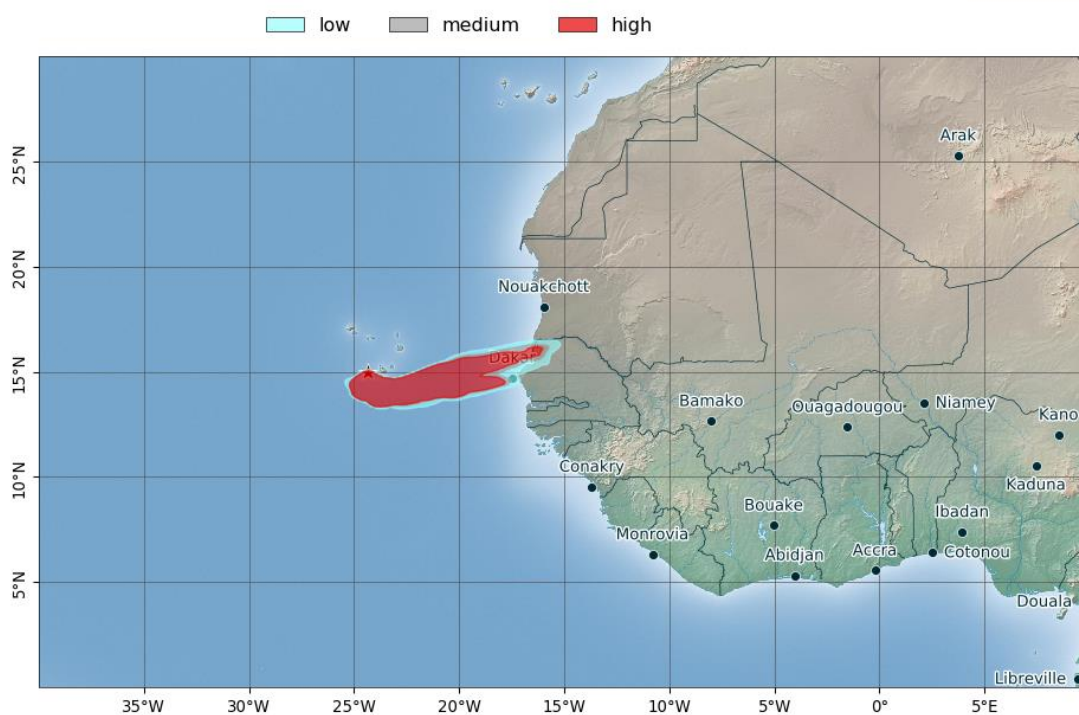 low medium high
25°N
Arak
20°N
Nouakchott
15°N
Dakar
Bamako
Ouagadougou
Niamey
Kano
10°N
Conakry
Kaduna
Bouake
Ibadan
Monrovia
Abidjan
Accra
Cotonou
5°N
Douala
Libreville
35°W 30°W 25°W 20°W 15°W 10°W 5°W 0° 5°E